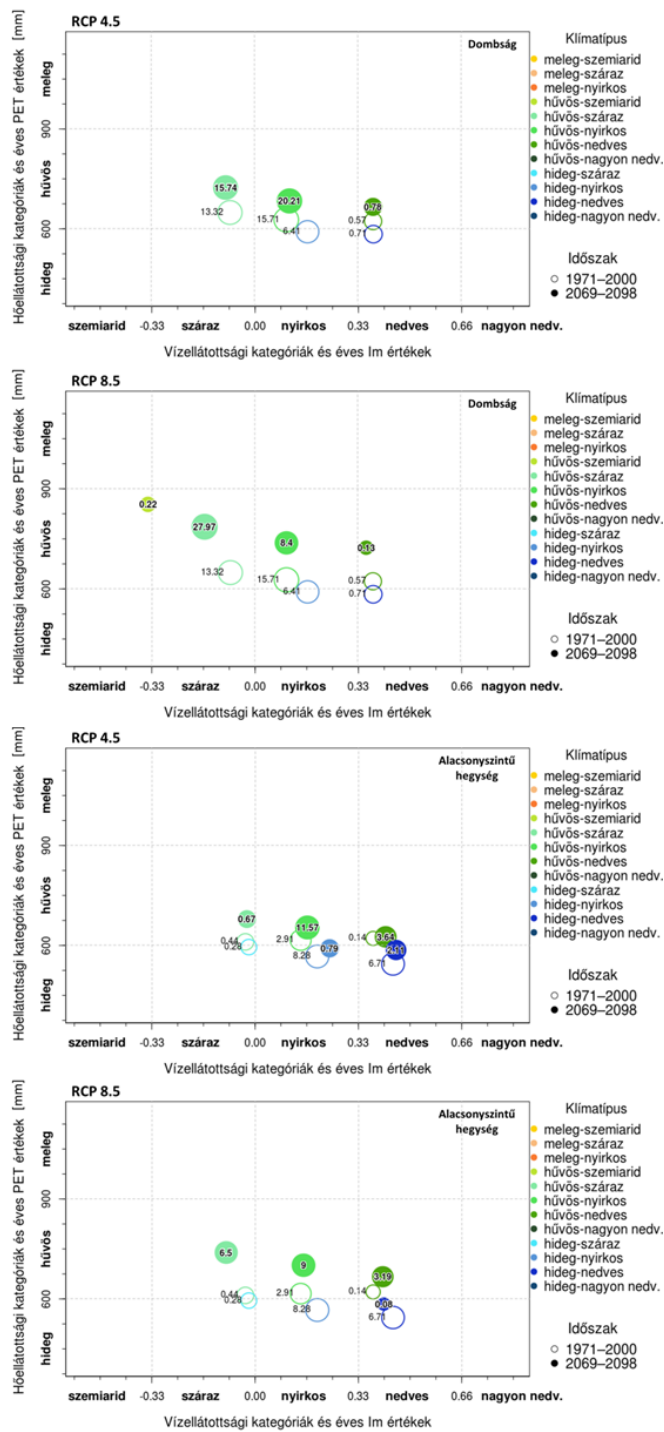 RCP 4.5
Dombság
Hőellátottsági kategóriák és éves PET értékek [mm]
meleg
900
hűvös
600
hideg
15.74
20.21
0.78
13.32
15.71
6.41
0.57
0.71
szemiarid -0.33 száraz 0.00 nyirkos 0.33 nedves 0.66 nagyon nedv.
Vízellátottsági kategóriák és éves Im értékek
Klímatípus
meleg-szemiarid
meleg-száraz
meleg-nyirkos
hűvös-szemiarid
hűvös-száraz
hűvös-nyirkos
hűvös-nedves
hűvös-nagyon nedv.
hideg-száraz
hideg-nyirkos
hideg-nedves
hideg-nagyon nedv.
Időszak
1971–2000
2069–2098
RCP 8.5
Dombság
Hőellátottsági kategóriák és éves PET értékek [mm]
meleg
900
hűvös
600
hideg
0.22
27.97
8.4
0.13
13.32
15.71
6.41
0.57
0.71
szemiarid -0.33 száraz 0.00 nyirkos 0.33 nedves 0.66 nagyon nedv.
Vízellátottsági kategóriák és éves Im értékek
Klímatípus
meleg-szemiarid
meleg-száraz
meleg-nyirkos
hűvös-szemiarid
hűvös-száraz
hűvös-nyirkos
hűvös-nedves
hűvös-nagyon nedv.
hideg-száraz
hideg-nyirkos
hideg-nedves
hideg-nagyon nedv.
Időszak
1971–2000
2069–2098
RCP 4.5
Alacsonyszintű
hegység
Hőellátottsági kategóriák és éves PET értékek [mm]
meleg
900
hűvös
600
hideg
0.67
11.57
3.64
0.44
0.28
2.91
8.28
0.79
0.14
6.71
szemiarid -0.33 száraz 0.00 nyirkos 0.33 nedves 0.66 nagyon nedv.
Vízellátottsági kategóriák és éves Im értékek
Klímatípus
meleg-szemiarid
meleg-száraz
meleg-nyirkos
hűvös-szemiarid
hűvös-száraz
hűvös-nyirkos
hűvös-nedves
hűvös-nagyon nedv.
hideg-száraz
hideg-nyirkos
hideg-nedves
hideg-nagyon nedv.
Időszak
1971–2000
2069–2098
RCP 8.5
Alacsonyszintű
hegység
Hőellátottsági kategóriák és éves PET értékek [mm]
meleg
900
hűvös
600
hideg
6.5
9
3.19
0.44
0.28
2.91
8.28
0.14
0.08
6.71
szemiarid -0.33 száraz 0.00 nyirkos 0.33 nedves 0.66 nagyon nedv.
Vízellátottsági kategóriák és éves Im értékek
Klímatípus
meleg-szemiarid
meleg-száraz
meleg-nyirkos
hűvös-szemiarid
hűvös-száraz
hűvös-nyirkos
hűvös-nedves
hűvös-nagyon nedv.
hideg-száraz
hideg-nyirkos
hideg-nedves
hideg-nagyon nedv.
Időszak
1971–2000
2069–2098